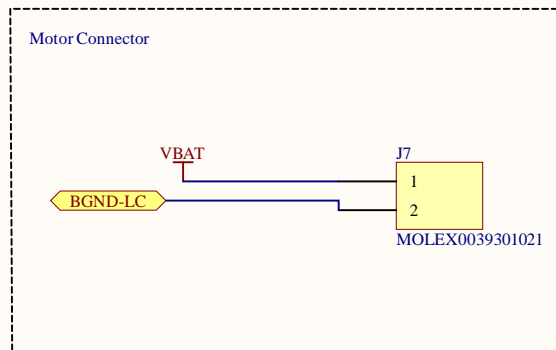 Motor Connector
VBAT
J7
BGND-LC
1
2
MOLEX0039301021